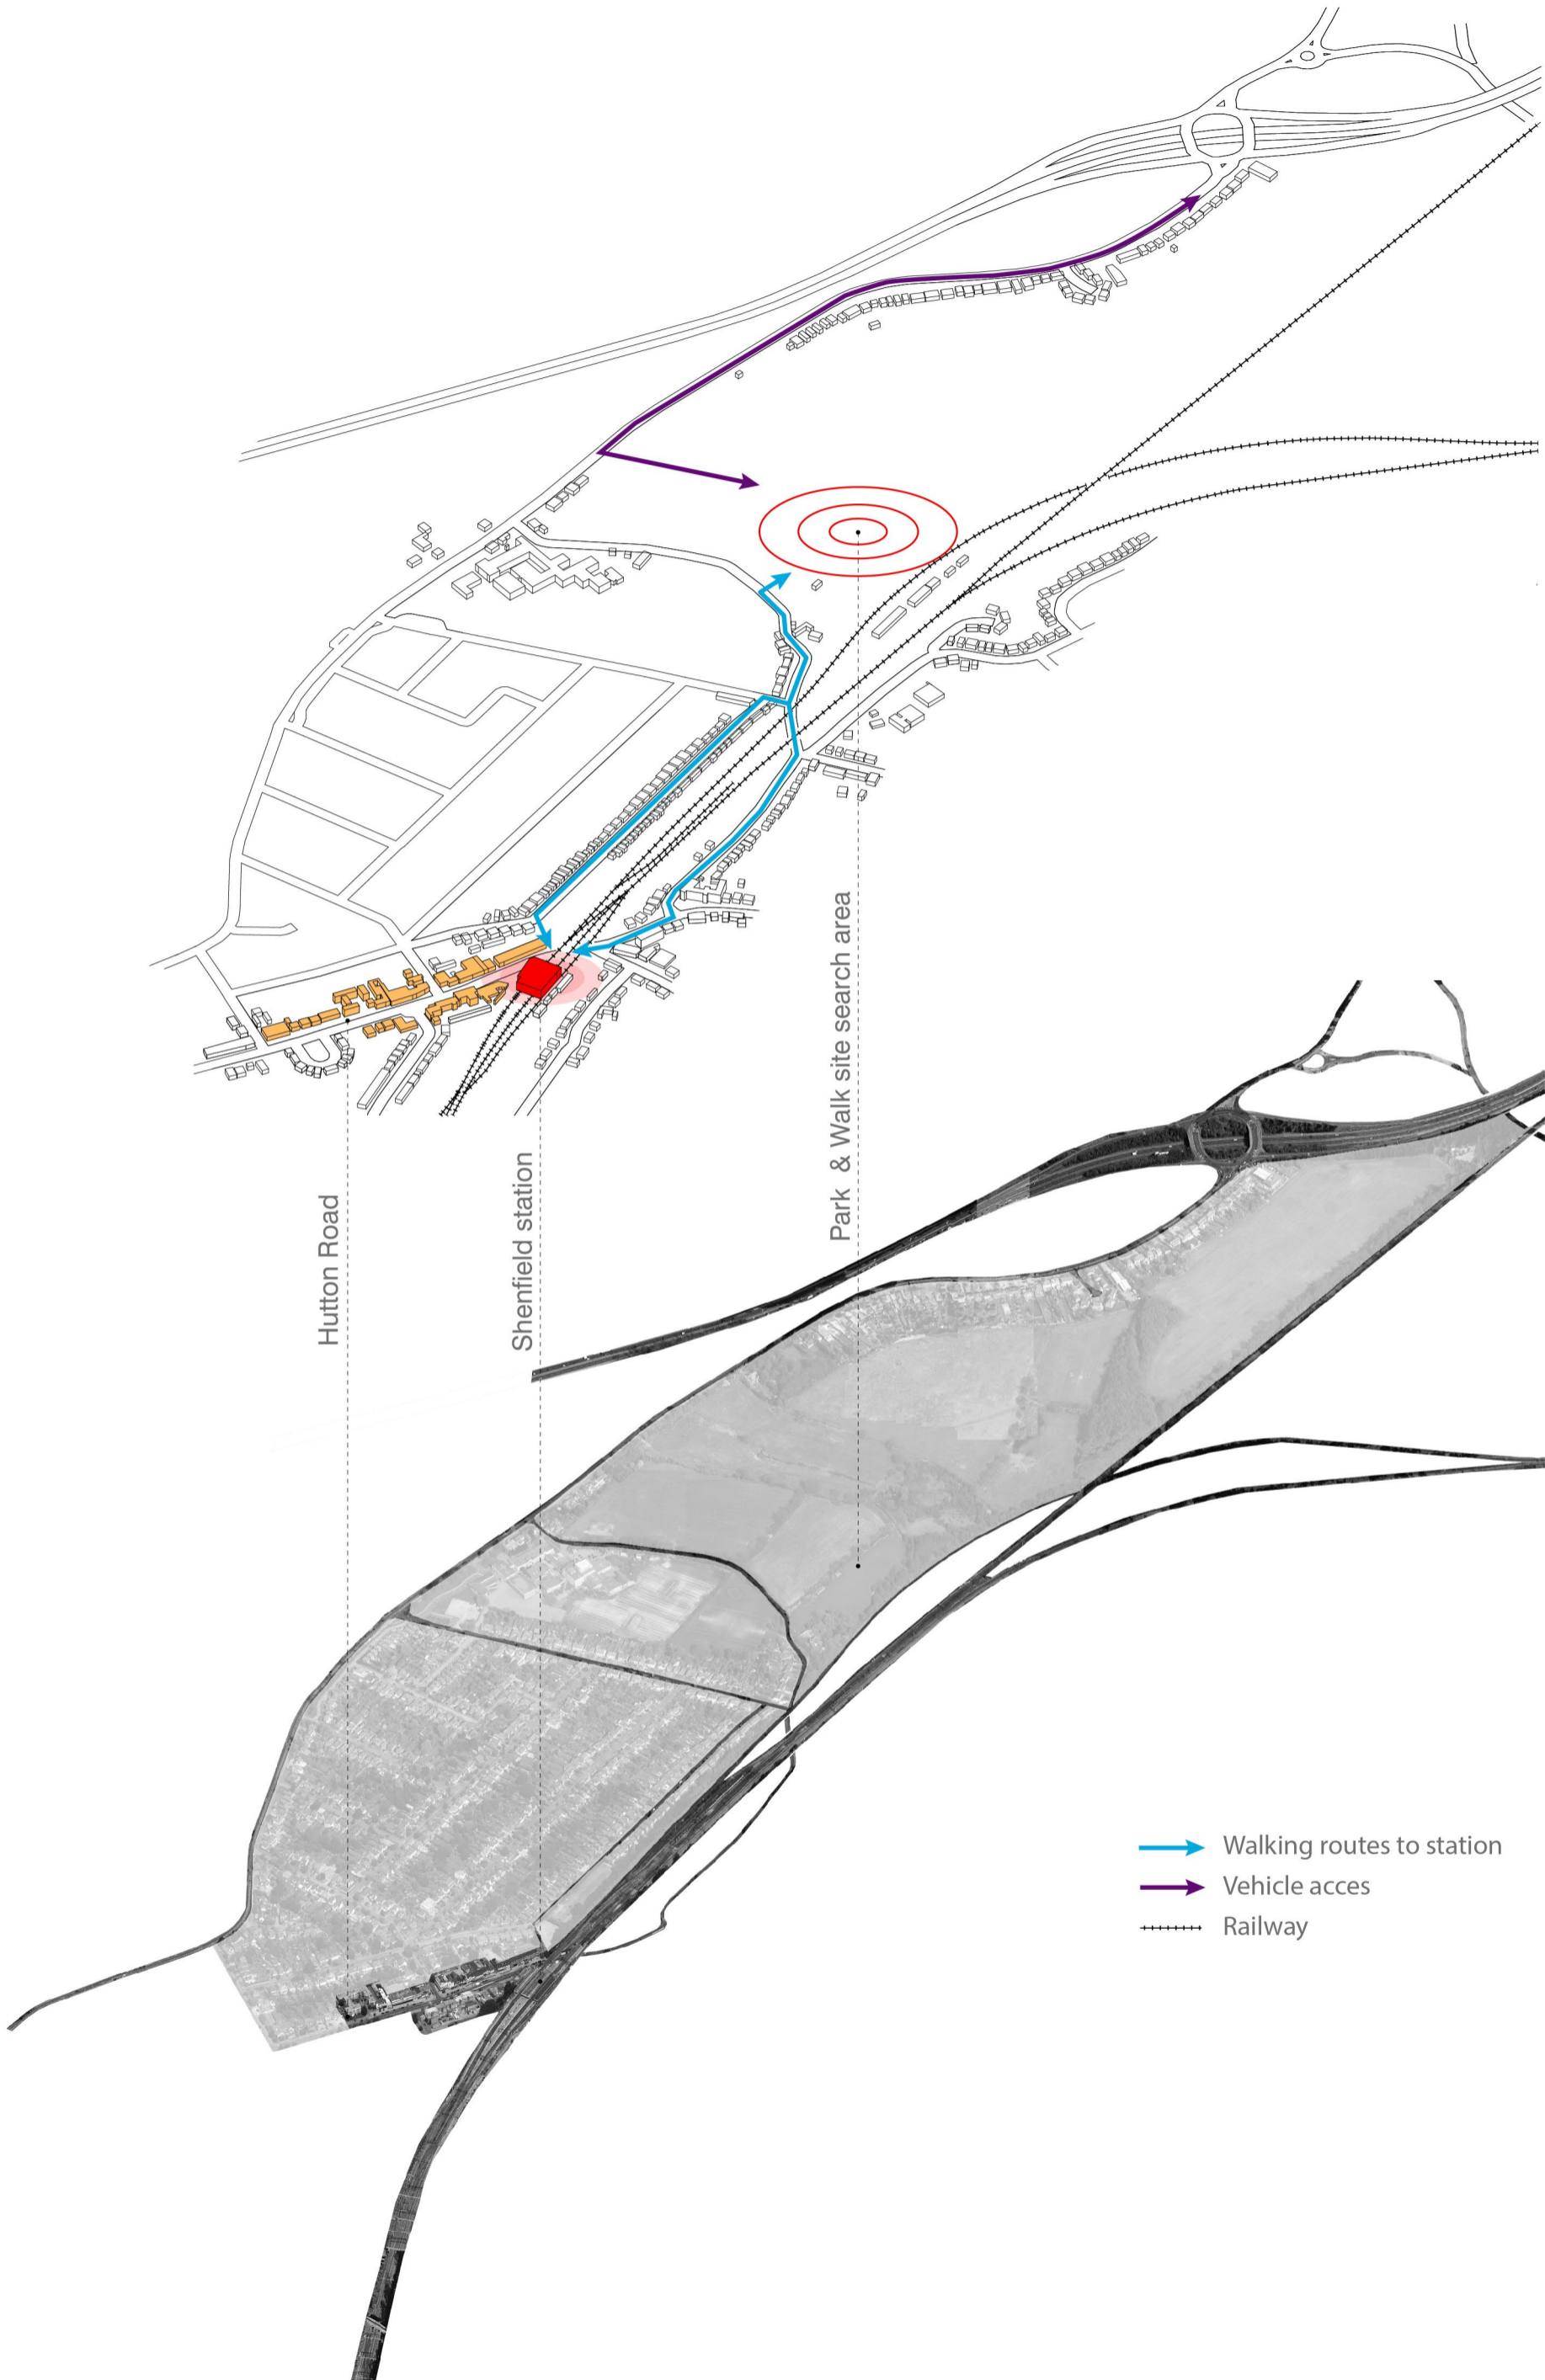 Hutton Road
Shenfield station
Park & Walk site search area
Walking routes to station
Vehicle acces
Railway